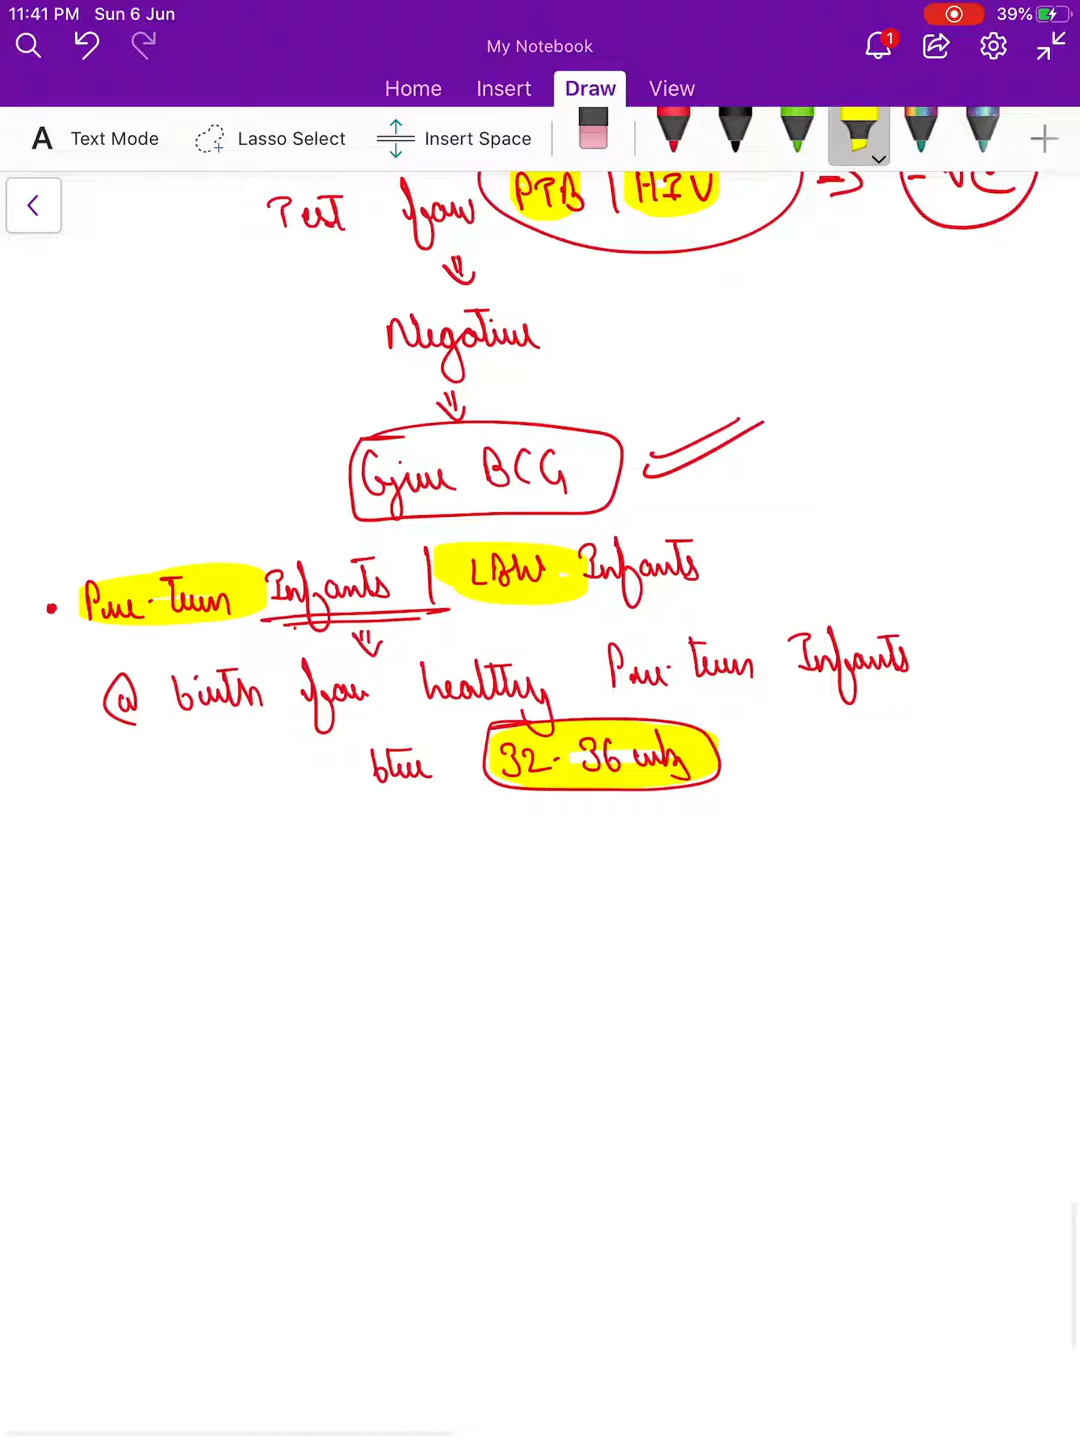 11:41 PM Sun 6 Jun 39%
My Notebook 1
Home Insert Draw View
A Text Mode Lasso Select Insert Space
Test for PTB | HIV ⇒ -ve
Negative
Give BCG
• Pre-Term Infants | LBW Infants
@ birth for healthy Pre-term Infants
btw 32-36 wks